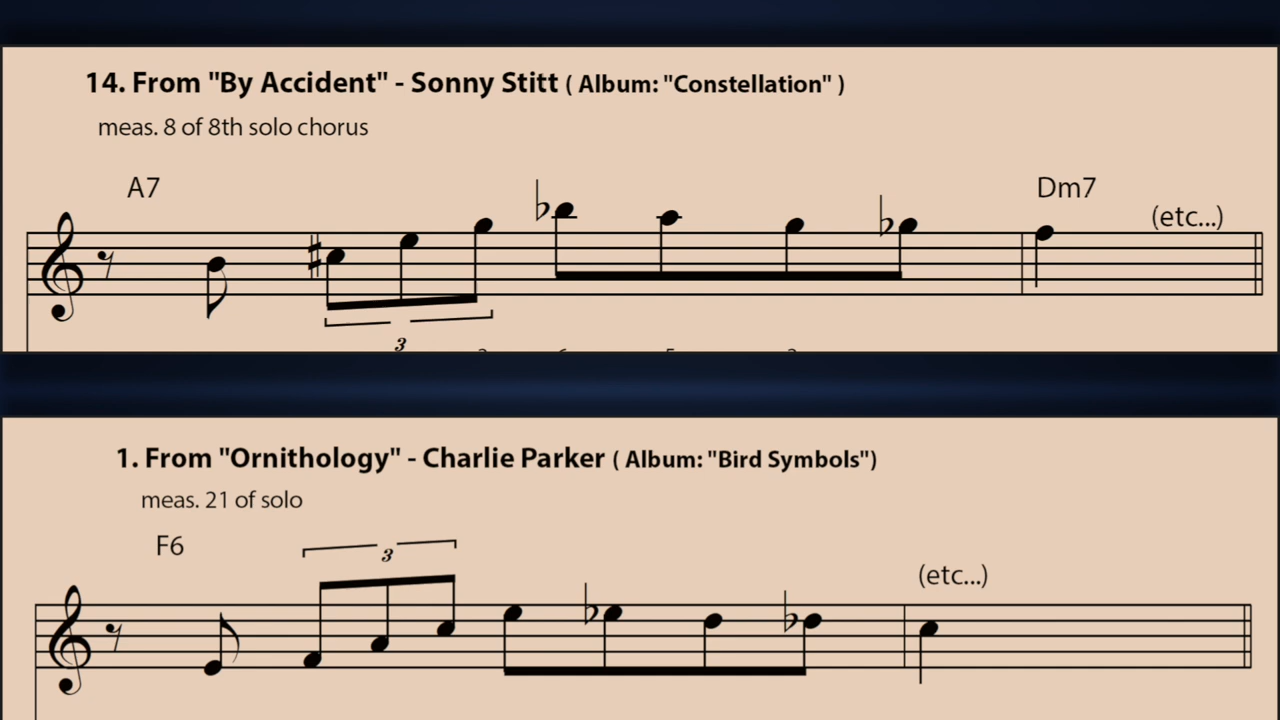 14. From "By Accident" - Sonny Stitt ( Album: "Constellation" )
meas. 8 of 8th solo chorus
A7
Dm7
(etc...)
3
1. From "Ornithology" - Charlie Parker ( Album: "Bird Symbols")
meas. 21 of solo
F6
3
(etc...)